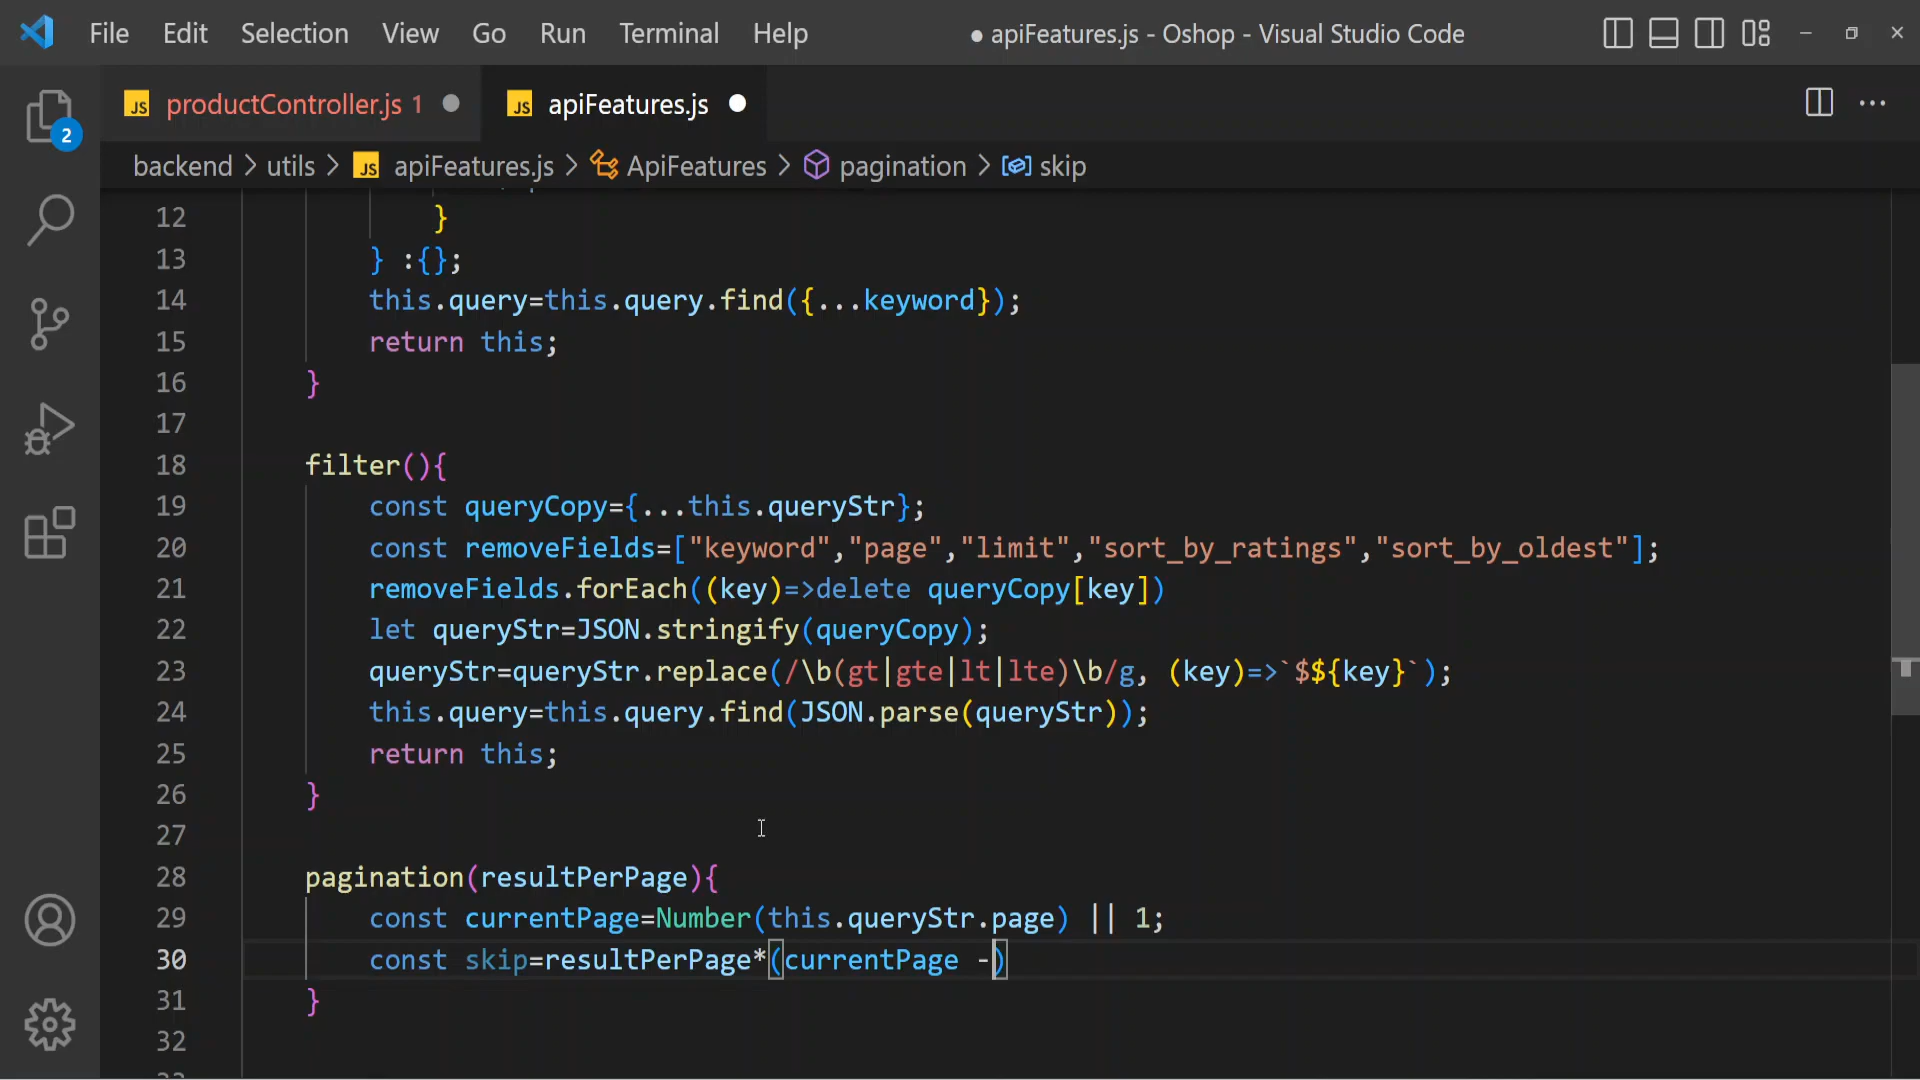 File Edit Selection View Go Run Terminal Help ● apiFeatures.js - Oshop - Visual Studio Code
JS productController.js 1 ● JS apiFeatures.js ●
2
backend > utils > JS apiFeatures.js > ApiFeatures > pagination > skip
12 }
13 } :{};
14 this.query=this.query.find({...keyword});
15 return this;
16 }
17
18 filter(){
19 const queryCopy={...this.queryStr};
20 const removeFields=["keyword","page","limit","sort_by_ratings","sort_by_oldest"];
21 removeFields.forEach((key)=>delete queryCopy[key])
22 let queryStr=JSON.stringify(queryCopy);
23 queryStr=queryStr.replace(/\b(gt|gte|lt|lte)\b/g, (key)=>`$${key}`);
24 this.query=this.query.find(JSON.parse(queryStr));
25 return this;
26 }
27
28 pagination(resultPerPage){
29 const currentPage=Number(this.queryStr.page) || 1;
30 const skip=resultPerPage*(currentPage -)
31 }
32